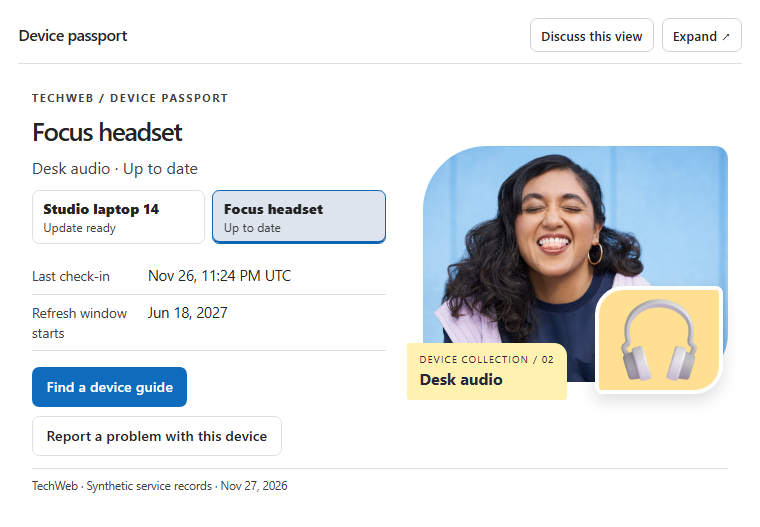 Device passport
Discuss this view
Expand ↗
TECHWEB / DEVICE PASSPORT
Focus headset
Desk audio · Up to date
Studio laptop 14
Update ready
Focus headset
Up to date
Last check-in
Nov 26, 11:24 PM UTC
Refresh window
starts
Jun 18, 2027
Find a device guide
Report a problem with this device
DEVICE COLLECTION / 02
Desk audio
TechWeb · Synthetic service records · Nov 27, 2026